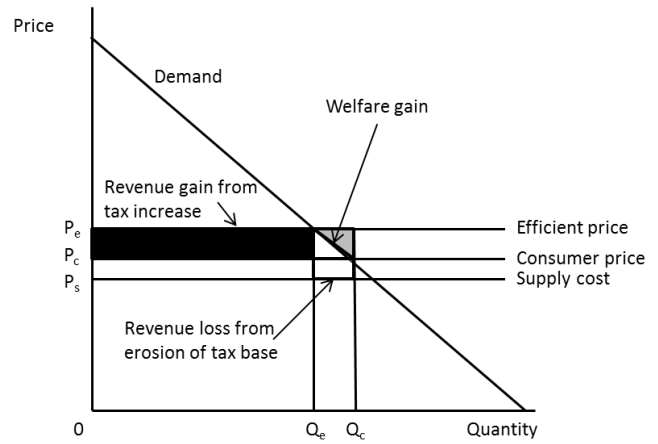 Price
Demand
Welfare gain
Revenue gain from
tax increase
Pe
Efficient price
Pc
Consumer price
Ps
Supply cost
Revenue loss from
erosion of tax base
0
Qe
Qc
Quantity